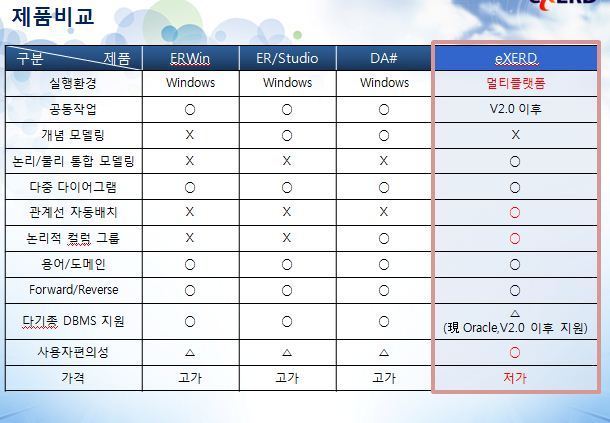 eXERD
제품비교
구분 제품 ERWin ER/Studio DA# eXERD
실행환경 Windows Windows Windows 멀티플랫폼
공동작업 ○ ○ ○ V2.0 이후
개념 모델링 X ○ ○ X
논리/물리 통합 모델링 X X X ○
다중 다이어그램 ○ ○ ○ ○
관계선 자동배치 X X X ○
논리적 컬럼 그룹 X X ○ ○
용어/도메인 ○ ○ ○ ○
Forward/Reverse ○ ○ ○ ○
다기종 DBMS 지원 ○ ○ ○ △
(現 Oracle,V2.0 이후 지원)
사용자편의성 △ △ △ ○
가격 고가 고가 고가 저가